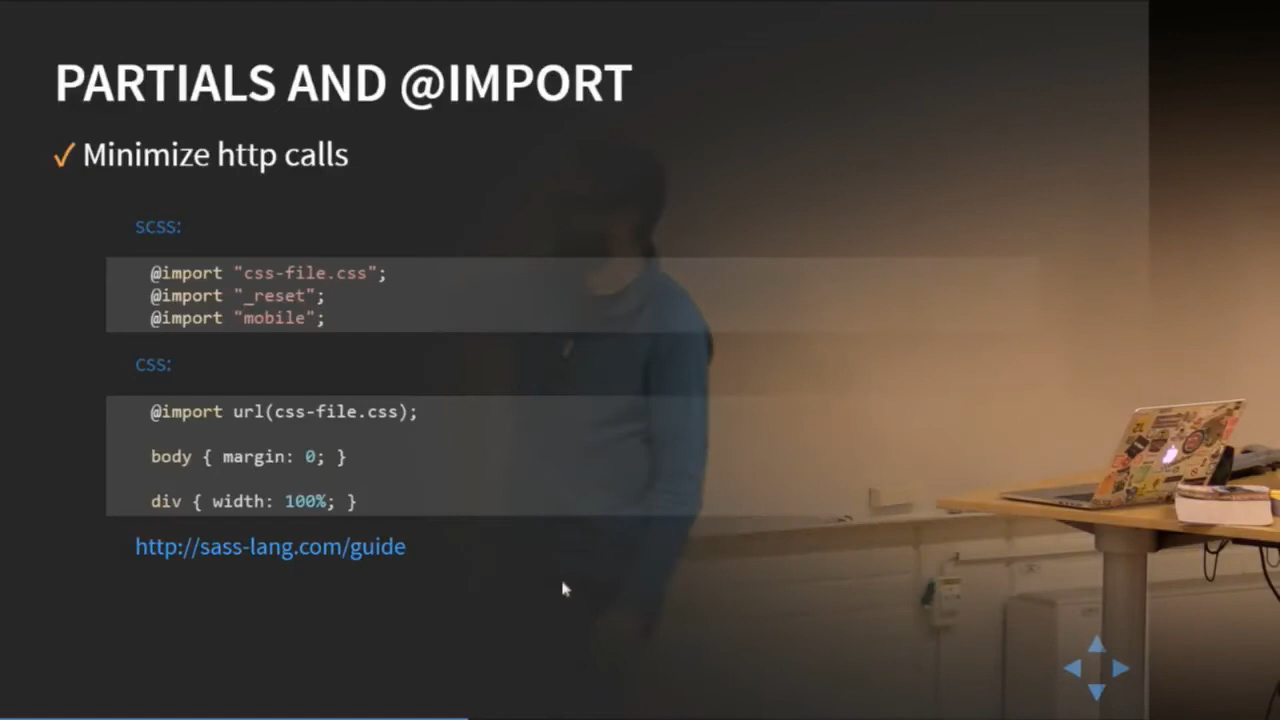 PARTIALS AND @IMPORT
✓ Minimize http calls
scss:
@import "css-file.css";
@import "_reset";
@import "mobile";
css:
@import url(css-file.css);
body { margin: 0; }
div { width: 100%; }
http://sass-lang.com/guide